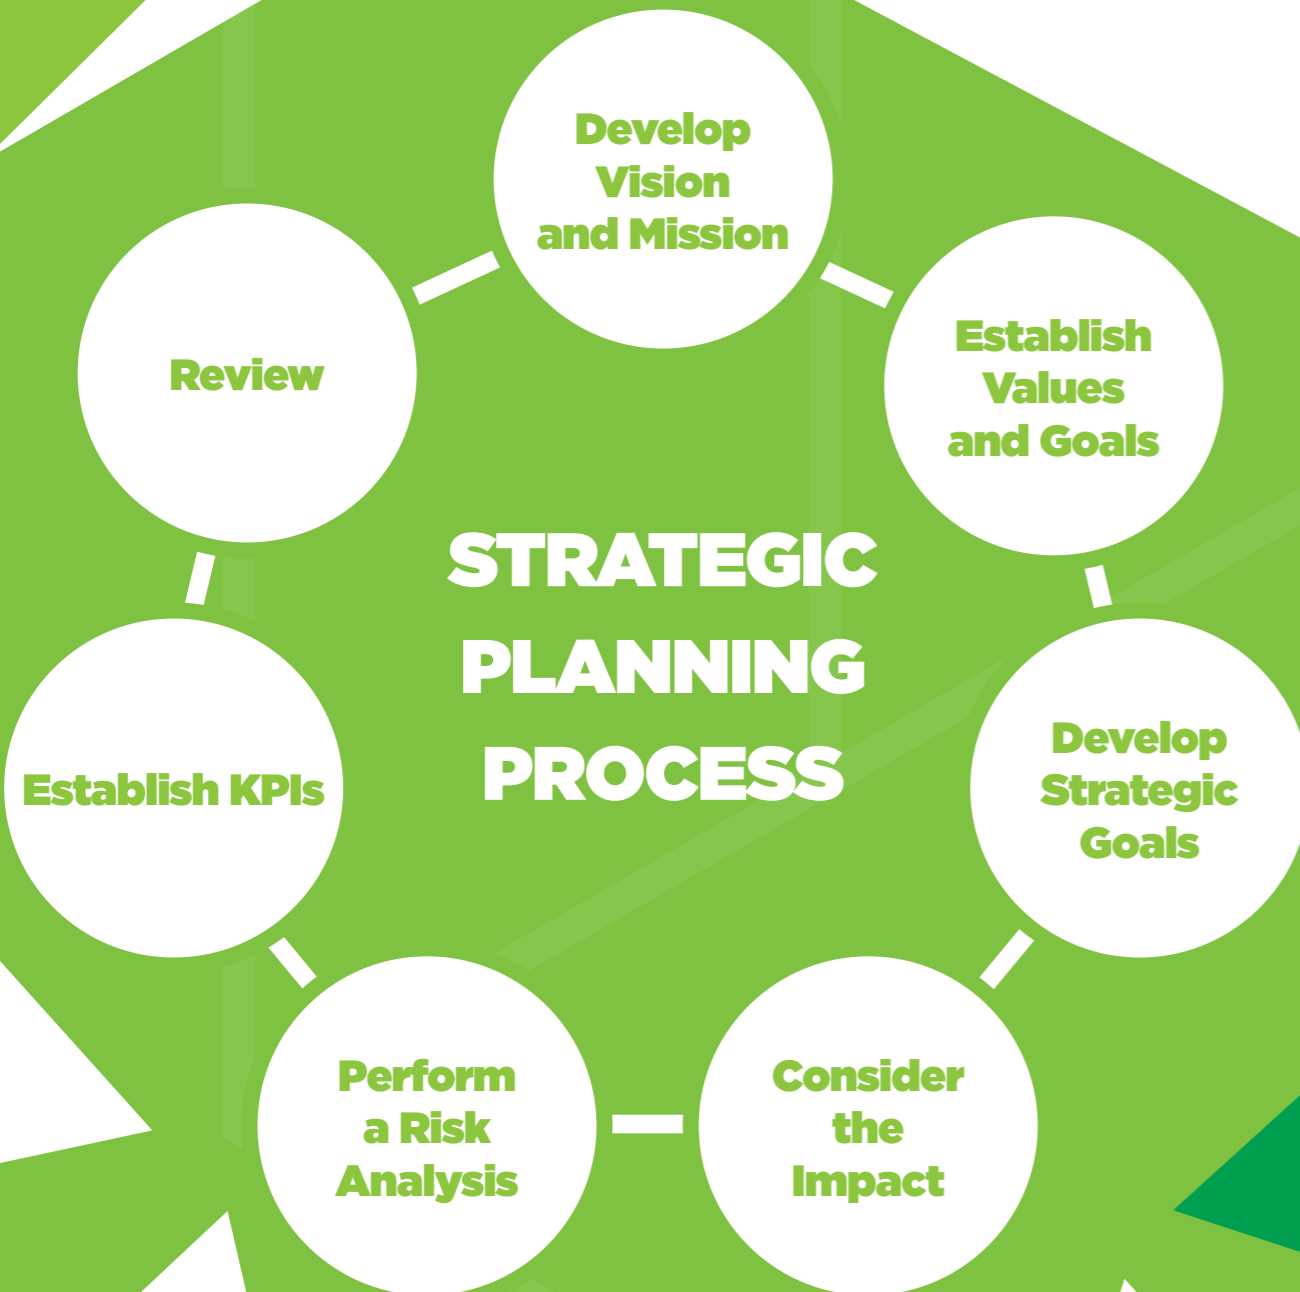 Develop
Vision
and Mission
Establish
Values
and Goals
Develop
Strategic
Goals
Consider
the
Impact
Perform
a Risk
Analysis
Establish KPIs
Review
STRATEGIC
PLANNING
PROCESS